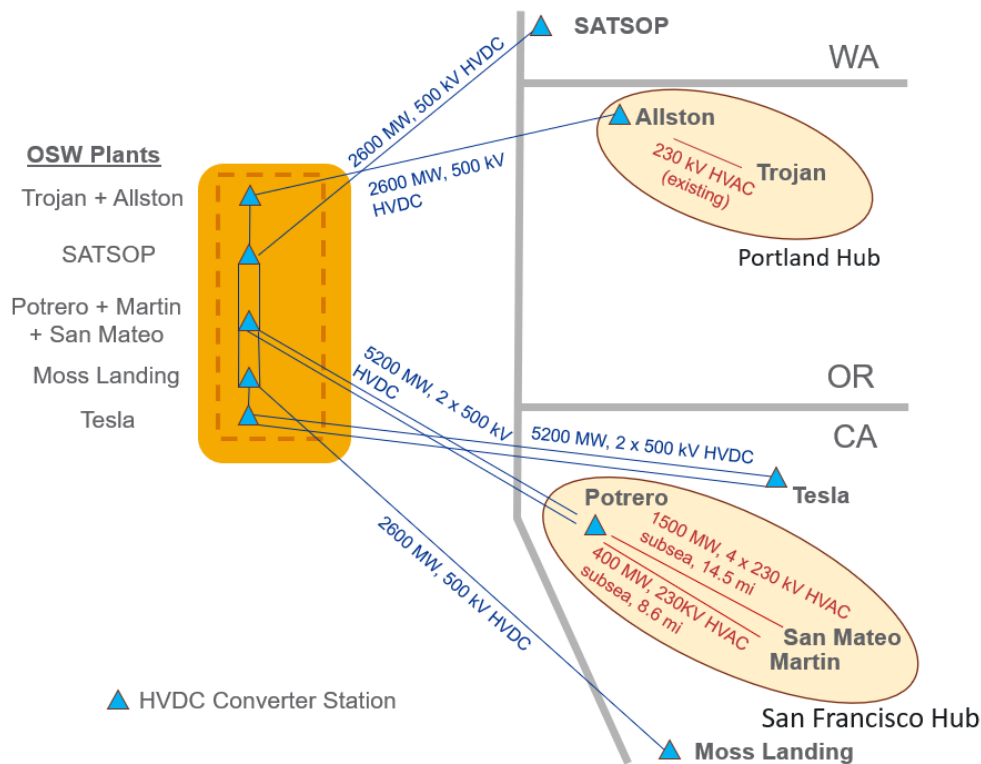 SATSOP
WA
2600 MW, 500 kV HVDC
Allston
230 kV HVAC
(existing)
Trojan
Portland Hub
2600 MW, 500 kV
HVDC
OSW Plants
Trojan + Allston
SATSOP
Potrero + Martin
+ San Mateo
Moss Landing
Tesla
OR
CA
5200 MW, 2 x 500 kV
HVDC
5200 MW, 2 x 500 kV HVDC
Tesla
Potrero
1500 MW, 4 x 230 kV HVAC
subsea, 14.5 mi
400 MW, 230KV HVAC
subsea, 8.6 mi
San Mateo
Martin
San Francisco Hub
2600 MW, 500 kV HVDC
HVDC Converter Station
Moss Landing